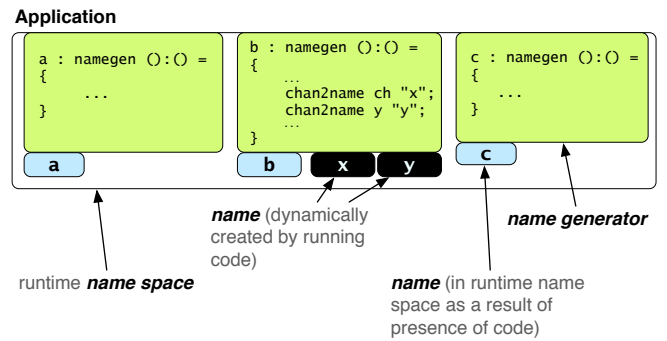 Application
a : namegen ():() =
{
...
}
a
b : namegen ():() =
{
...
chan2name ch "x";
chan2name y "y";
...
}
b
x
y
c : namegen ():() =
{
...
}
c
name (dynamically
created by running
code)
name generator
runtime name space
name (in runtime name
space as a result of
presence of code)